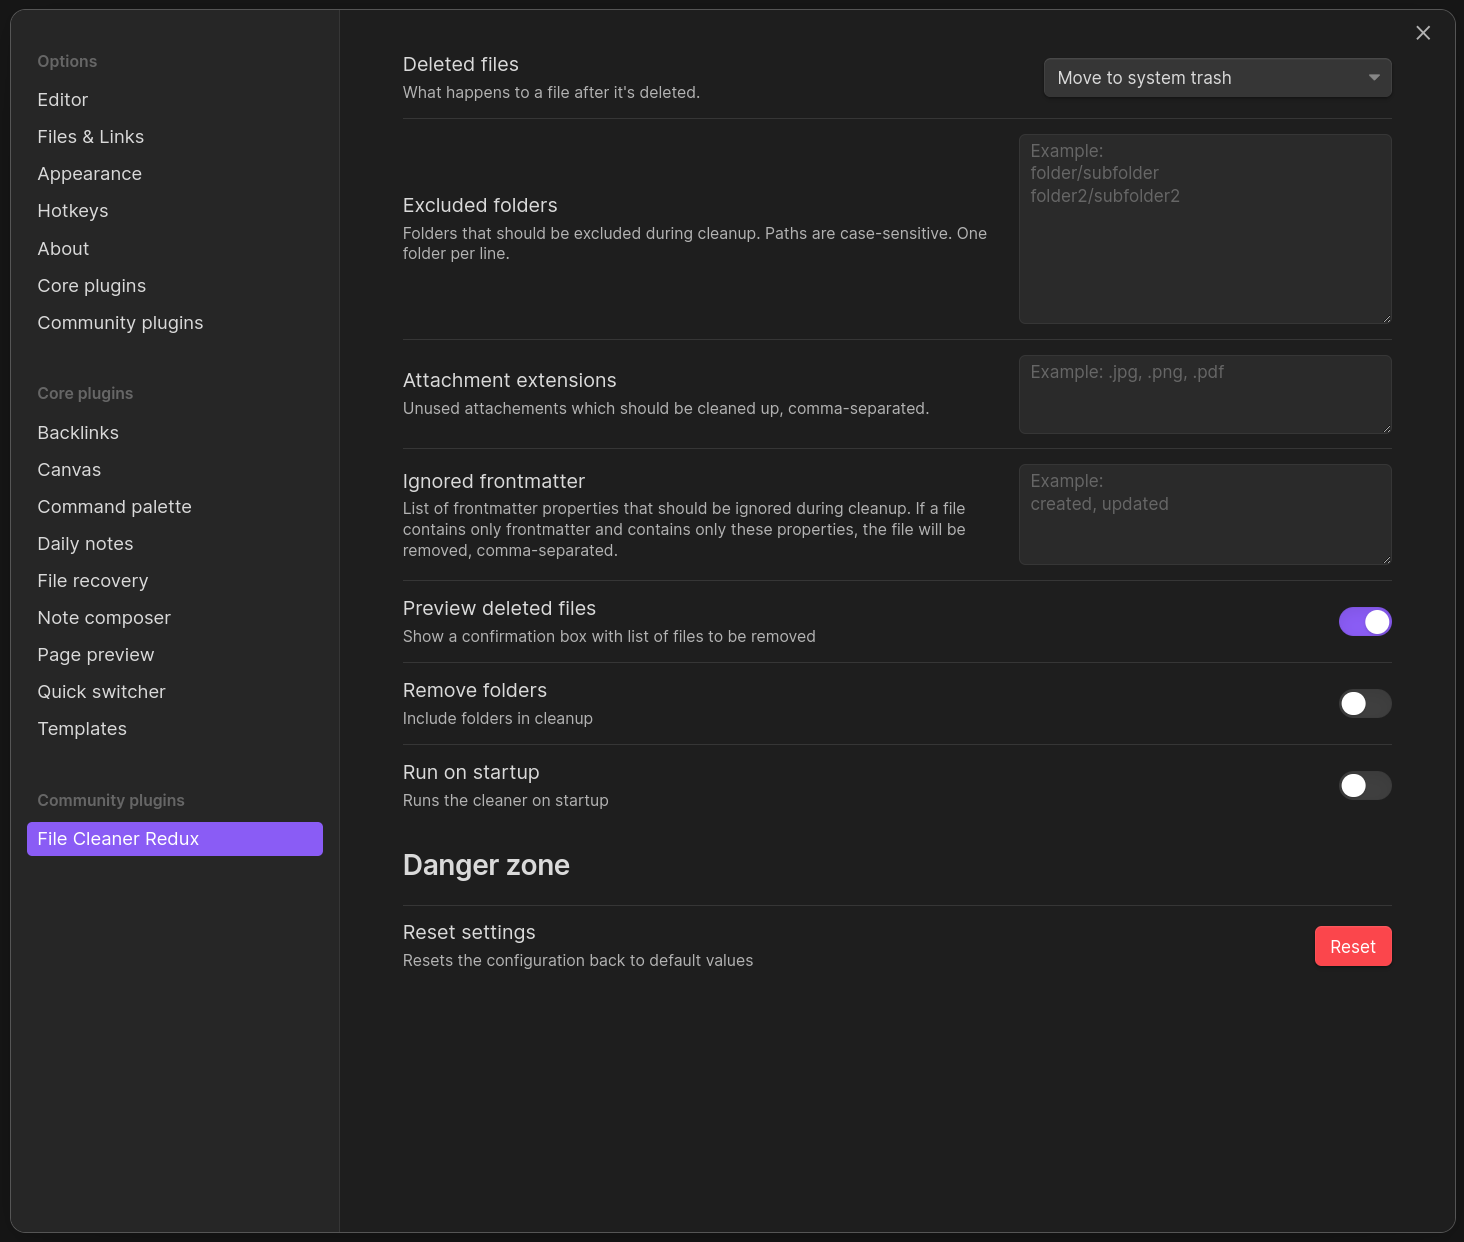 Options
Editor
Files & Links
Appearance
Hotkeys
About
Core plugins
Community plugins
Core plugins
Backlinks
Canvas
Command palette
Daily notes
File recovery
Note composer
Page preview
Quick switcher
Templates
Community plugins
File Cleaner Redux
Deleted files
What happens to a file after it's deleted.
Move to system trash
Excluded folders
Folders that should be excluded during cleanup. Paths are case-sensitive. One
folder per line.
Example:
folder/subfolder
folder2/subfolder2
Attachment extensions
Unused attachements which should be cleaned up, comma-separated.
Example: .jpg, .png, .pdf
Ignored frontmatter
List of frontmatter properties that should be ignored during cleanup. If a file
contains only frontmatter and contains only these properties, the file will be
removed, comma-separated.
Example:
created, updated
Preview deleted files
Show a confirmation box with list of files to be removed
Remove folders
Include folders in cleanup
Run on startup
Runs the cleaner on startup
Danger zone
Reset settings
Resets the configuration back to default values
Reset